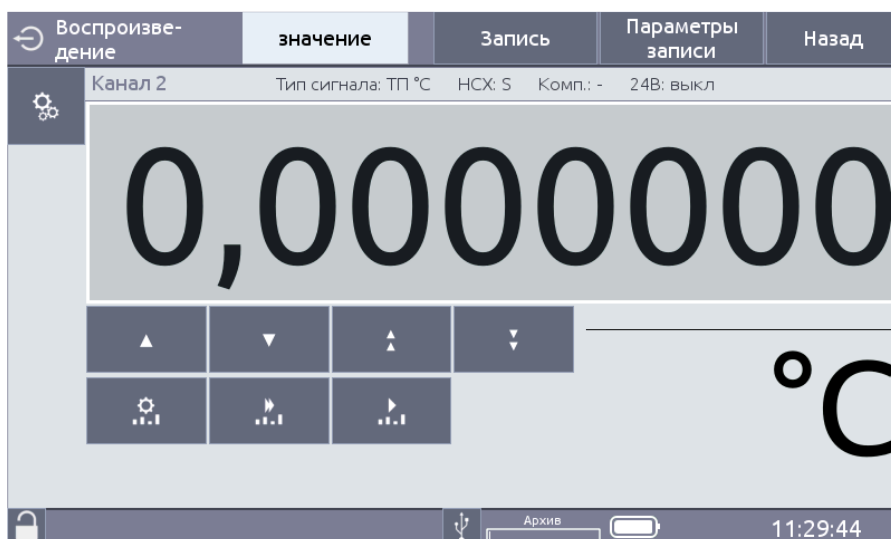 Воспроизве-
дение
значение
Запись
Параметры
записи
Назад
Канал 2 Тип сигнала: ТП °C НСХ: S Комп.: - 24В: выкл
0,0000000
°C
Архив
11:29:44